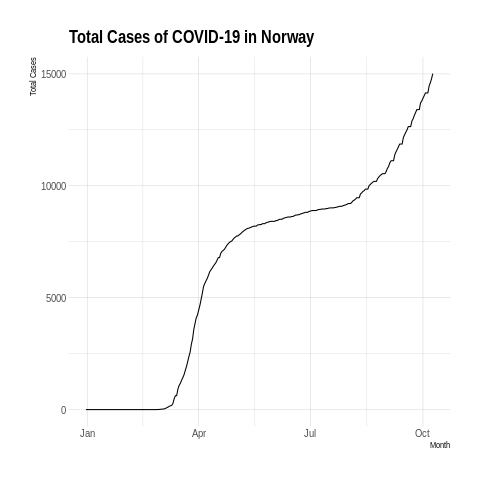 Total Cases of COVID-19 in Norway
Total Cases
15000
10000
5000
0
Jan Apr Jul Oct
Month